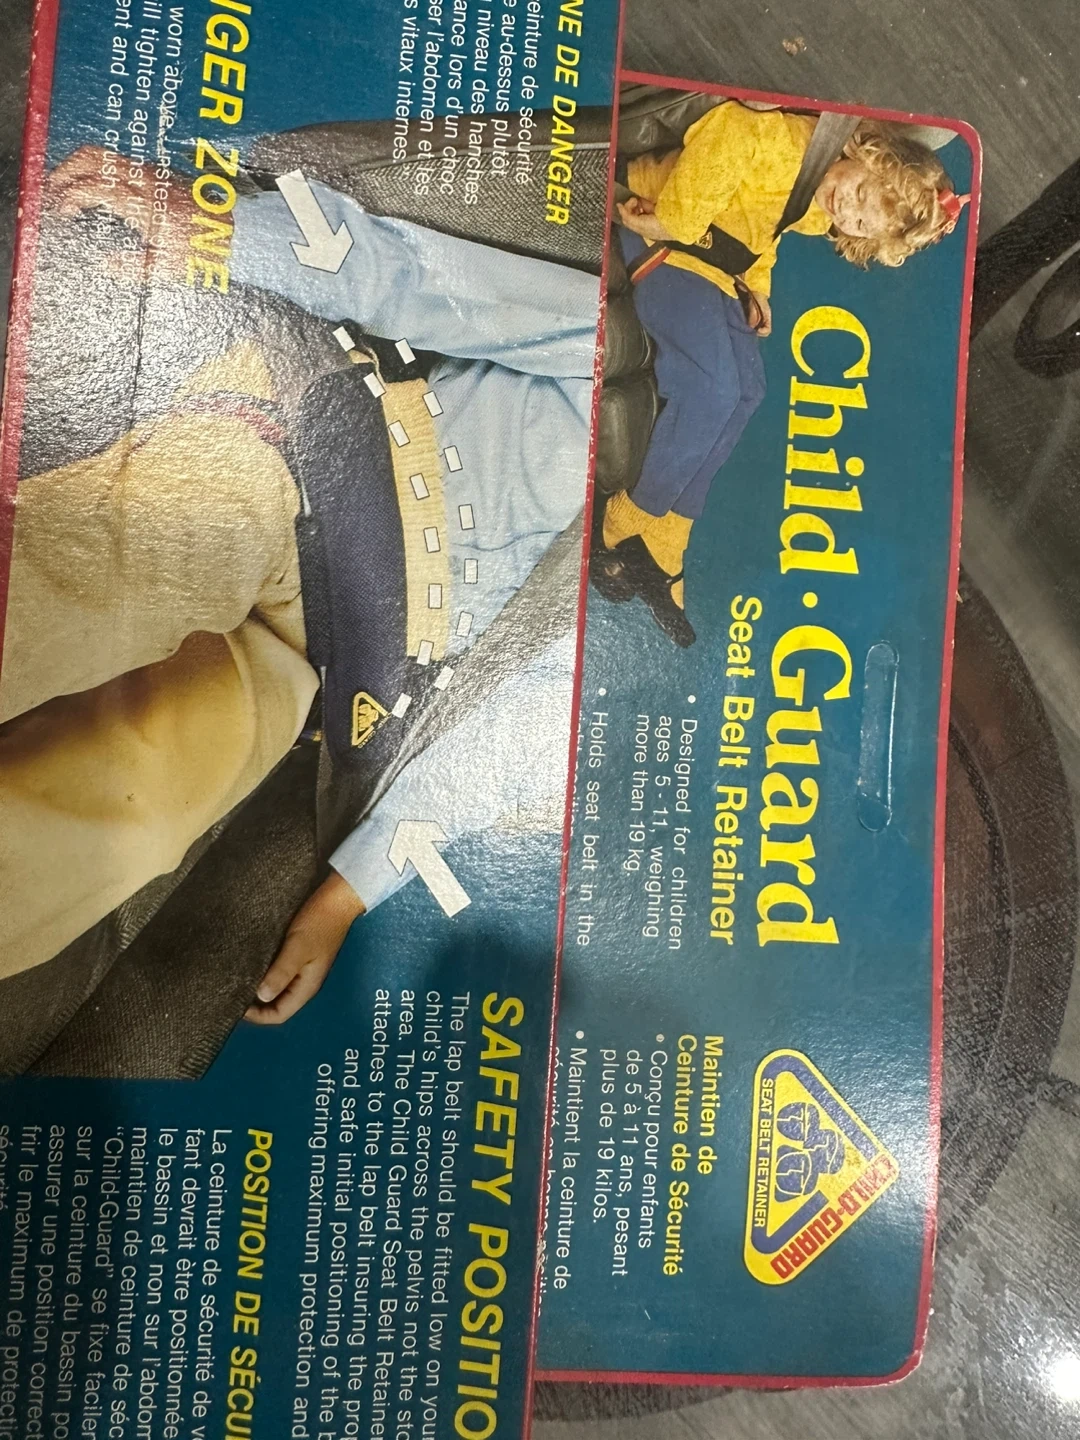 Child·Guard
Seat Belt Retainer
• Designed for children
ages 5 - 11, weighing
more than 19 kg.
• Holds seat belt in the
Maintien de
Ceinture de Sécurité
• Conçu pour enfants
de 5 à 11 ans, pesant
plus de 19 kilos.
• Maintient la ceinture de
CHILD-GUARD
SEAT BELT RETAINER
NE DE DANGER
ceinture de sécurité
au-dessus plutôt
niveau des hanches
lors d'un choc
l'abdomen et les
vitaux internes.
GER ZONE
worn above instead
ill tighten against the
and can crush
SAFETY POSITIO
The lap belt should be fitted low on your
child's hips across the pelvis not the sto
area. The Child Guard Seat Belt Retainer
attaches to the lap belt insuring the prop
and safe initial positioning of the b
offering maximum protection and
POSITION DE SÉCU
La ceinture de sécurité de v
fant devrait être positionnée
le bassin et non sur l'abdom
maintien de ceinture de séc
"Child-Guard" se fixe faciler
sur la ceinture du bassin po
assurer une position correct
frir le maximum de protecti